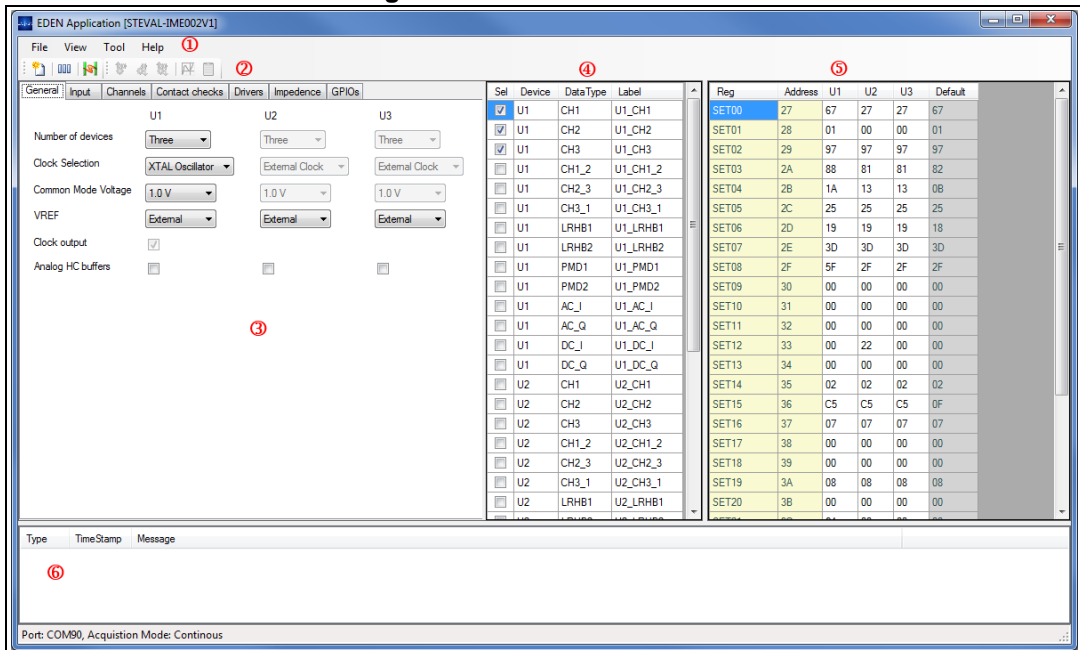 EDEN Application [STEVAL-IME002V1]
File View Tool Help ①
②
④
⑤
General Input Channels Contact checks Drivers Impedence GPIOs
U1 U2 U3
Number of devices Three Three Three
Clock Selection XTAL Oscillator External Clock External Clock
Common Mode Voltage 1.0 V 1.0 V 1.0 V
VREF External External External
Clock output
Analog HC buffers
③
Sel Device DataType Label
U1 CH1 U1_CH1
U1 CH2 U1_CH2
U1 CH3 U1_CH3
U1 CH1_2 U1_CH1_2
U1 CH2_3 U1_CH2_3
U1 CH3_1 U1_CH3_1
U1 LRHB1 U1_LRHB1
U1 LRHB2 U1_LRHB2
U1 PMD1 U1_PMD1
U1 PMD2 U1_PMD2
U1 AC_I U1_AC_I
U1 AC_Q U1_AC_Q
U1 DC_I U1_DC_I
U1 DC_Q U1_DC_Q
U2 CH1 U2_CH1
U2 CH2 U2_CH2
U2 CH3 U2_CH3
U2 CH1_2 U2_CH1_2
U2 CH2_3 U2_CH2_3
U2 CH3_1 U2_CH3_1
U2 LRHB1 U2_LRHB1
Reg Address U1 U2 U3 Default
SET00 27 67 27 27 67
SET01 28 01 00 00 01
SET02 29 97 97 97 97
SET03 2A 88 81 81 82
SET04 2B 1A 13 13 0B
SET05 2C 25 25 25 25
SET06 2D 19 19 19 18
SET07 2E 3D 3D 3D 3D
SET08 2F 5F 2F 2F 2F
SET09 30 00 00 00 00
SET10 31 00 00 00 00
SET11 32 00 00 00 00
SET12 33 00 22 00 00
SET13 34 00 00 00 00
SET14 35 02 02 02 02
SET15 36 C5 C5 C5 0F
SET16 37 07 07 07 07
SET17 38 00 00 00 00
SET18 39 00 00 00 00
SET19 3A 08 08 08 08
SET20 3B 00 00 00 00
Type TimeStamp Message
⑥
Port: COM90, Acquistion Mode: Continous